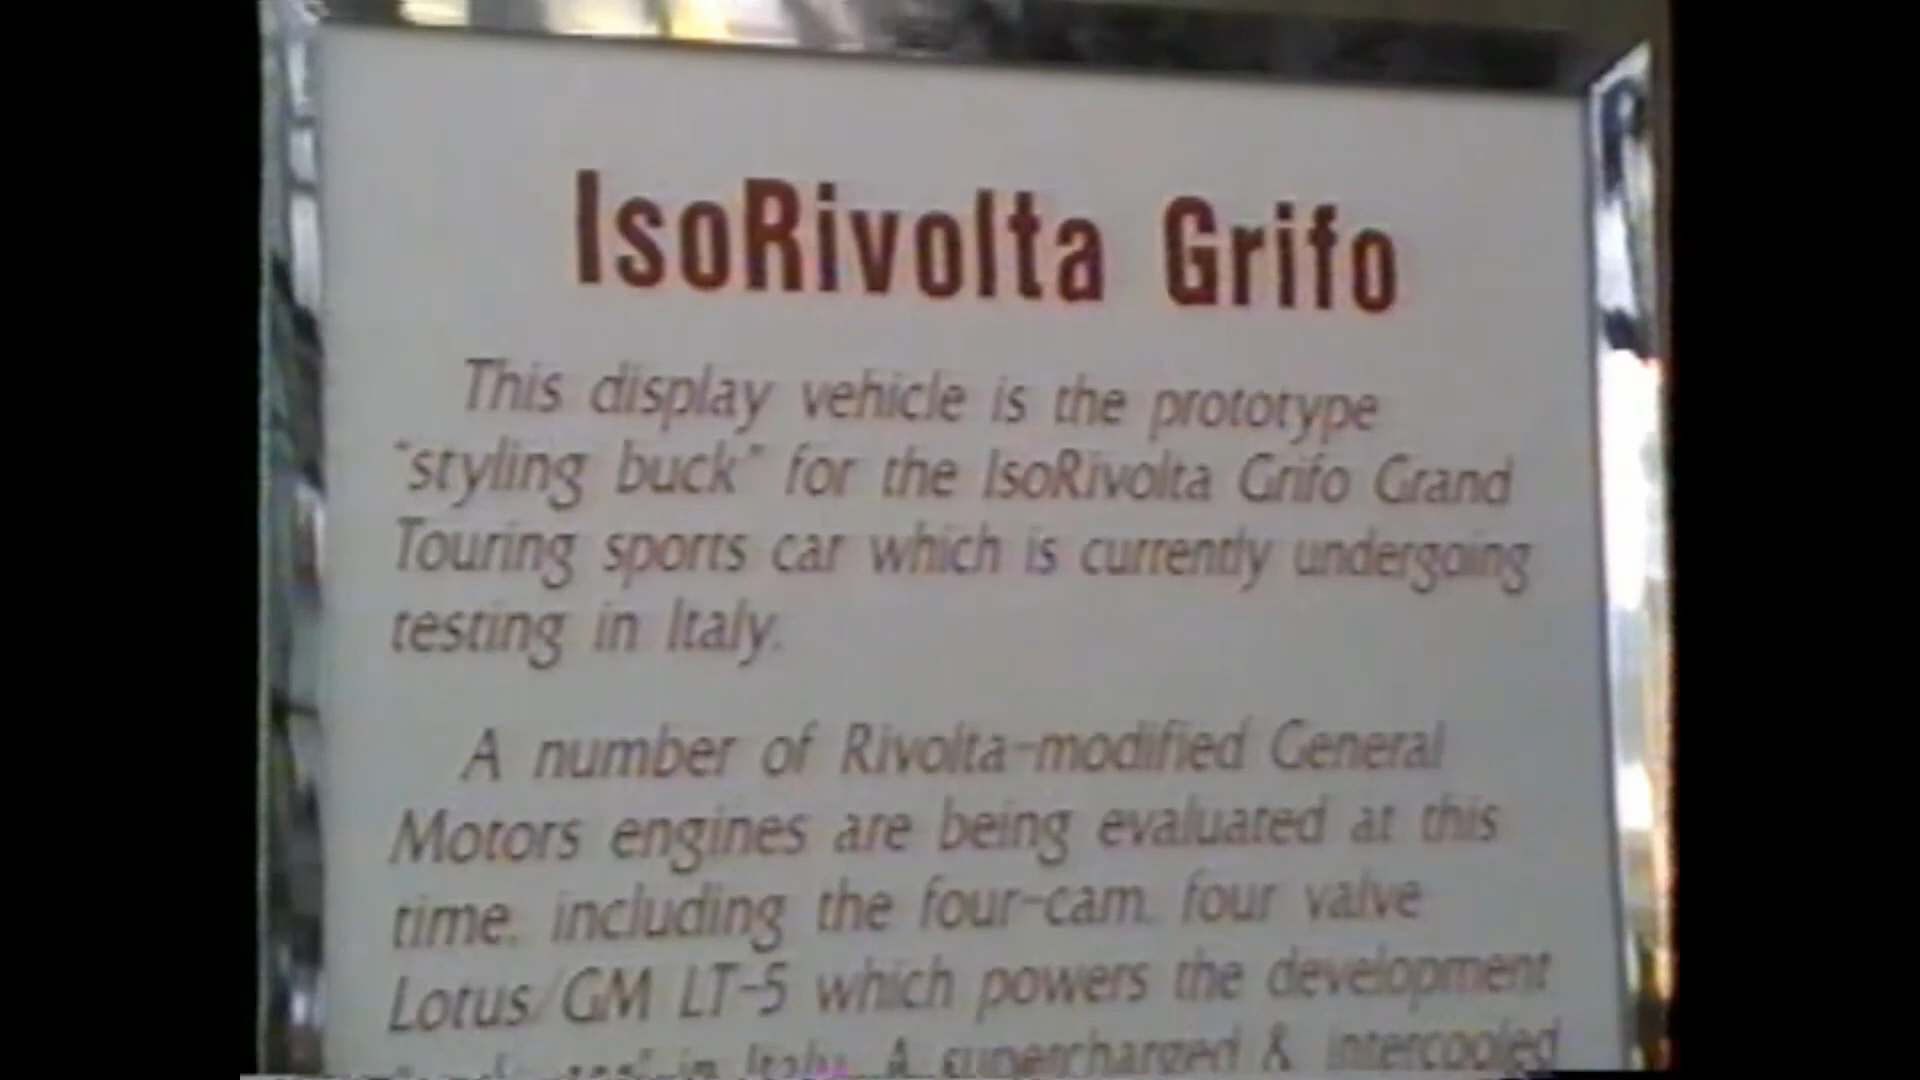 IsoRivolta Grifo
This display vehicle is the prototype
"styling buck" for the IsoRivolta Grifo Grand
Touring sports car which is currently undergoing
testing in Italy.
A number of Rivolta-modified General
Motors engines are being evaluated at this
time, including the four-cam, four valve
Lotus/GM LT-5 which powers the development
in Italy. A supercharged & intercooled